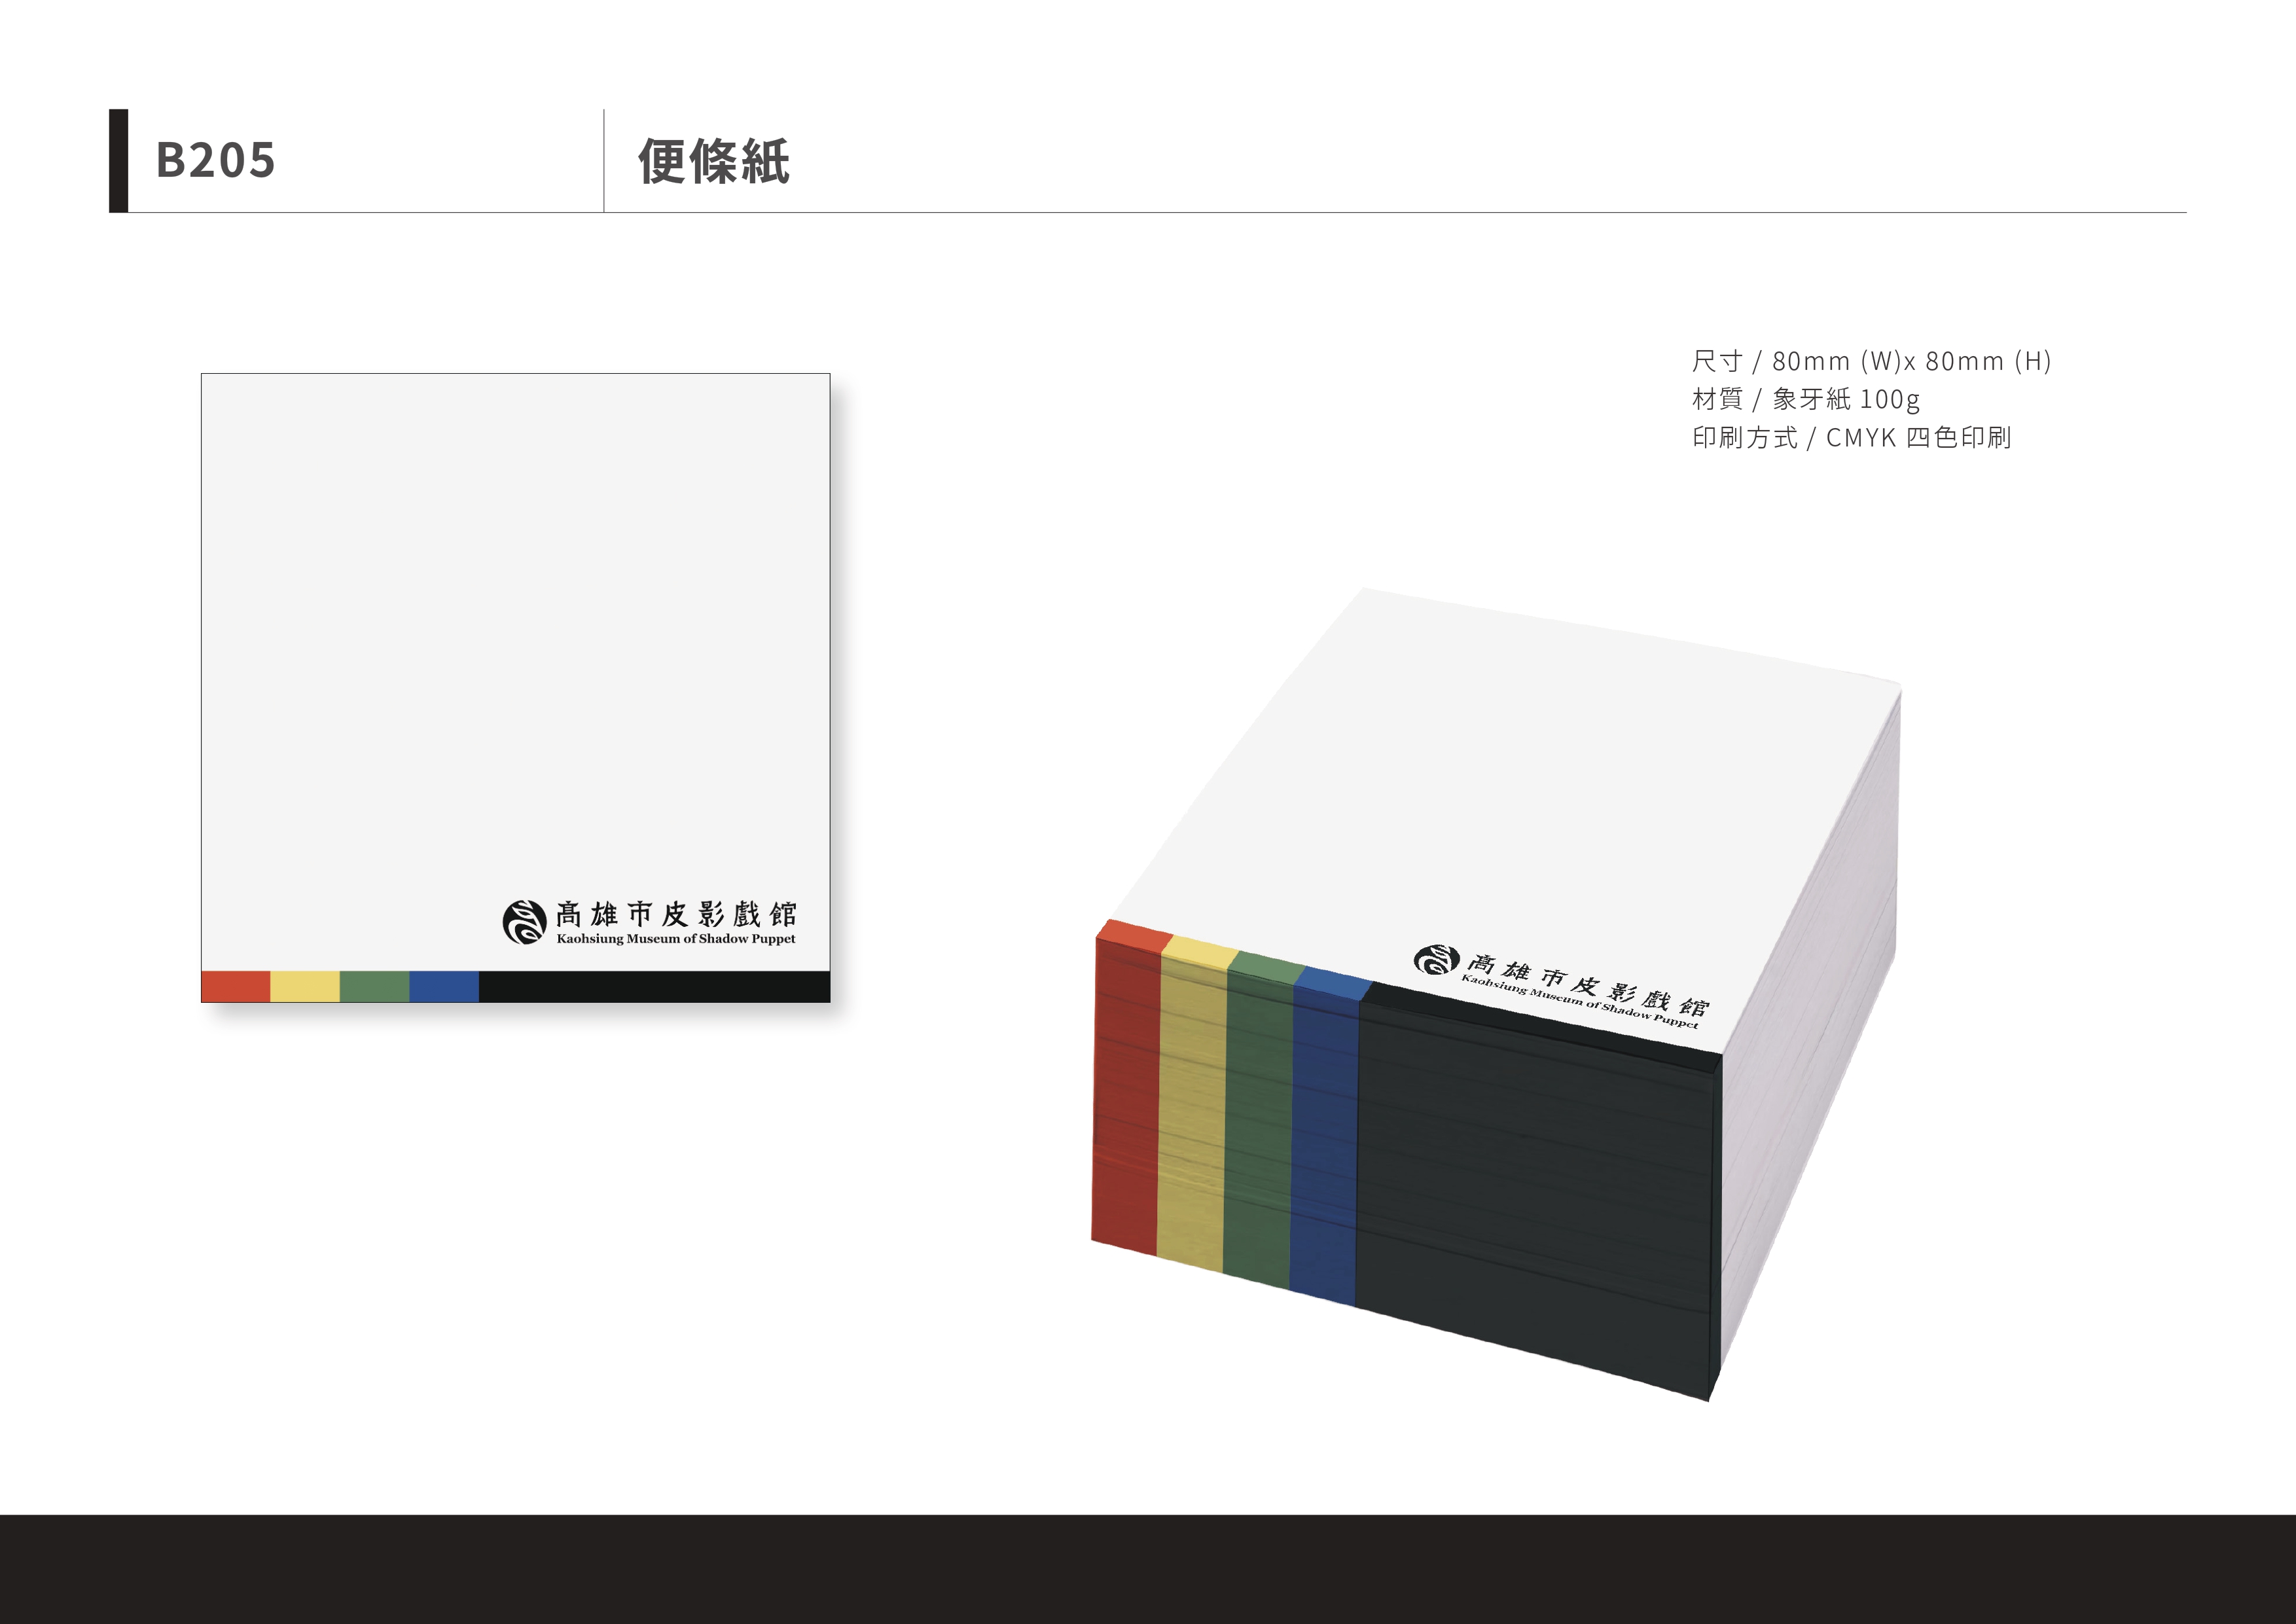 B205
便條紙
尺寸 / 80mm (W)x 80mm (H)
材質 / 象牙紙 100g
印刷方式 / CMYK 四色印刷
髙雄市皮影戲館
Kaohsiung Museum of Shadow Puppet
髙雄市皮影戲館
Kaohsiung Museum of Shadow Puppet